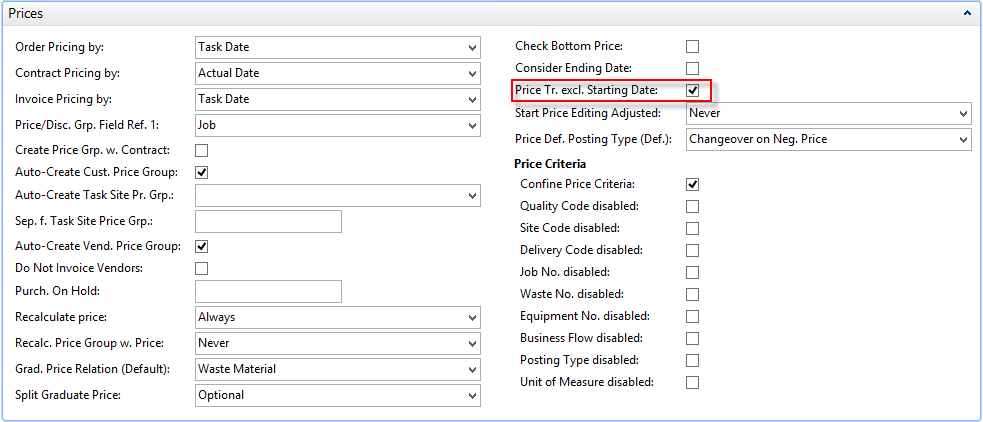 Prices
Order Pricing by: Task Date
Contract Pricing by: Actual Date
Invoice Pricing by: Task Date
Price/Disc. Grp. Field Ref. 1: Job
Create Price Grp. w. Contract:
Auto-Create Cust. Price Group:
Auto-Create Task Site Pr. Grp.:
Sep. f. Task Site Price Grp.:
Auto-Create Vend. Price Group:
Do Not Invoice Vendors:
Purch. On Hold:
Recalculate price: Always
Recalc. Price Group w. Price: Never
Grad. Price Relation (Default): Waste Material
Split Graduate Price: Optional
Check Bottom Price:
Consider Ending Date:
Price Tr. excl. Starting Date:
Start Price Editing Adjusted: Never
Price Def. Posting Type (Def.): Changeover on Neg. Price
Price Criteria
Confine Price Criteria:
Quality Code disabled:
Site Code disabled:
Delivery Code disabled:
Job No. disabled:
Waste No. disabled:
Equipment No. disabled:
Business Flow disabled:
Posting Type disabled:
Unit of Measure disabled: